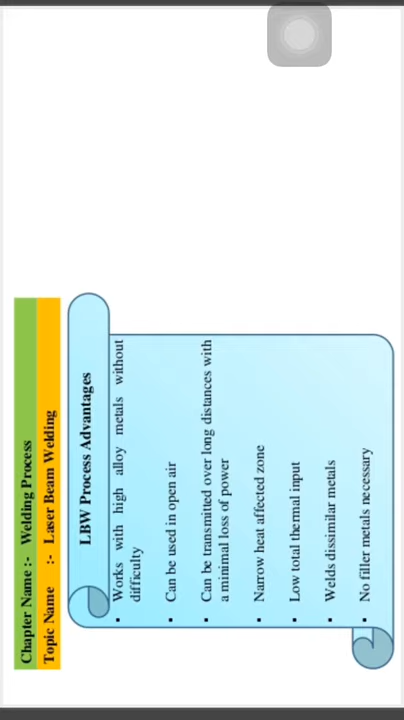 Chapter Name :- Welding Process
Topic Name :- Laser Beam Welding
LBW Process Advantages
▪ Works with high alloy metals without
difficulty
▪ Can be used in open air
▪ Can be transmitted over long distances with
a minimal loss of power
▪ Narrow heat affected zone
▪ Low total thermal input
▪ Welds dissimilar metals
▪ No filler metals necessary